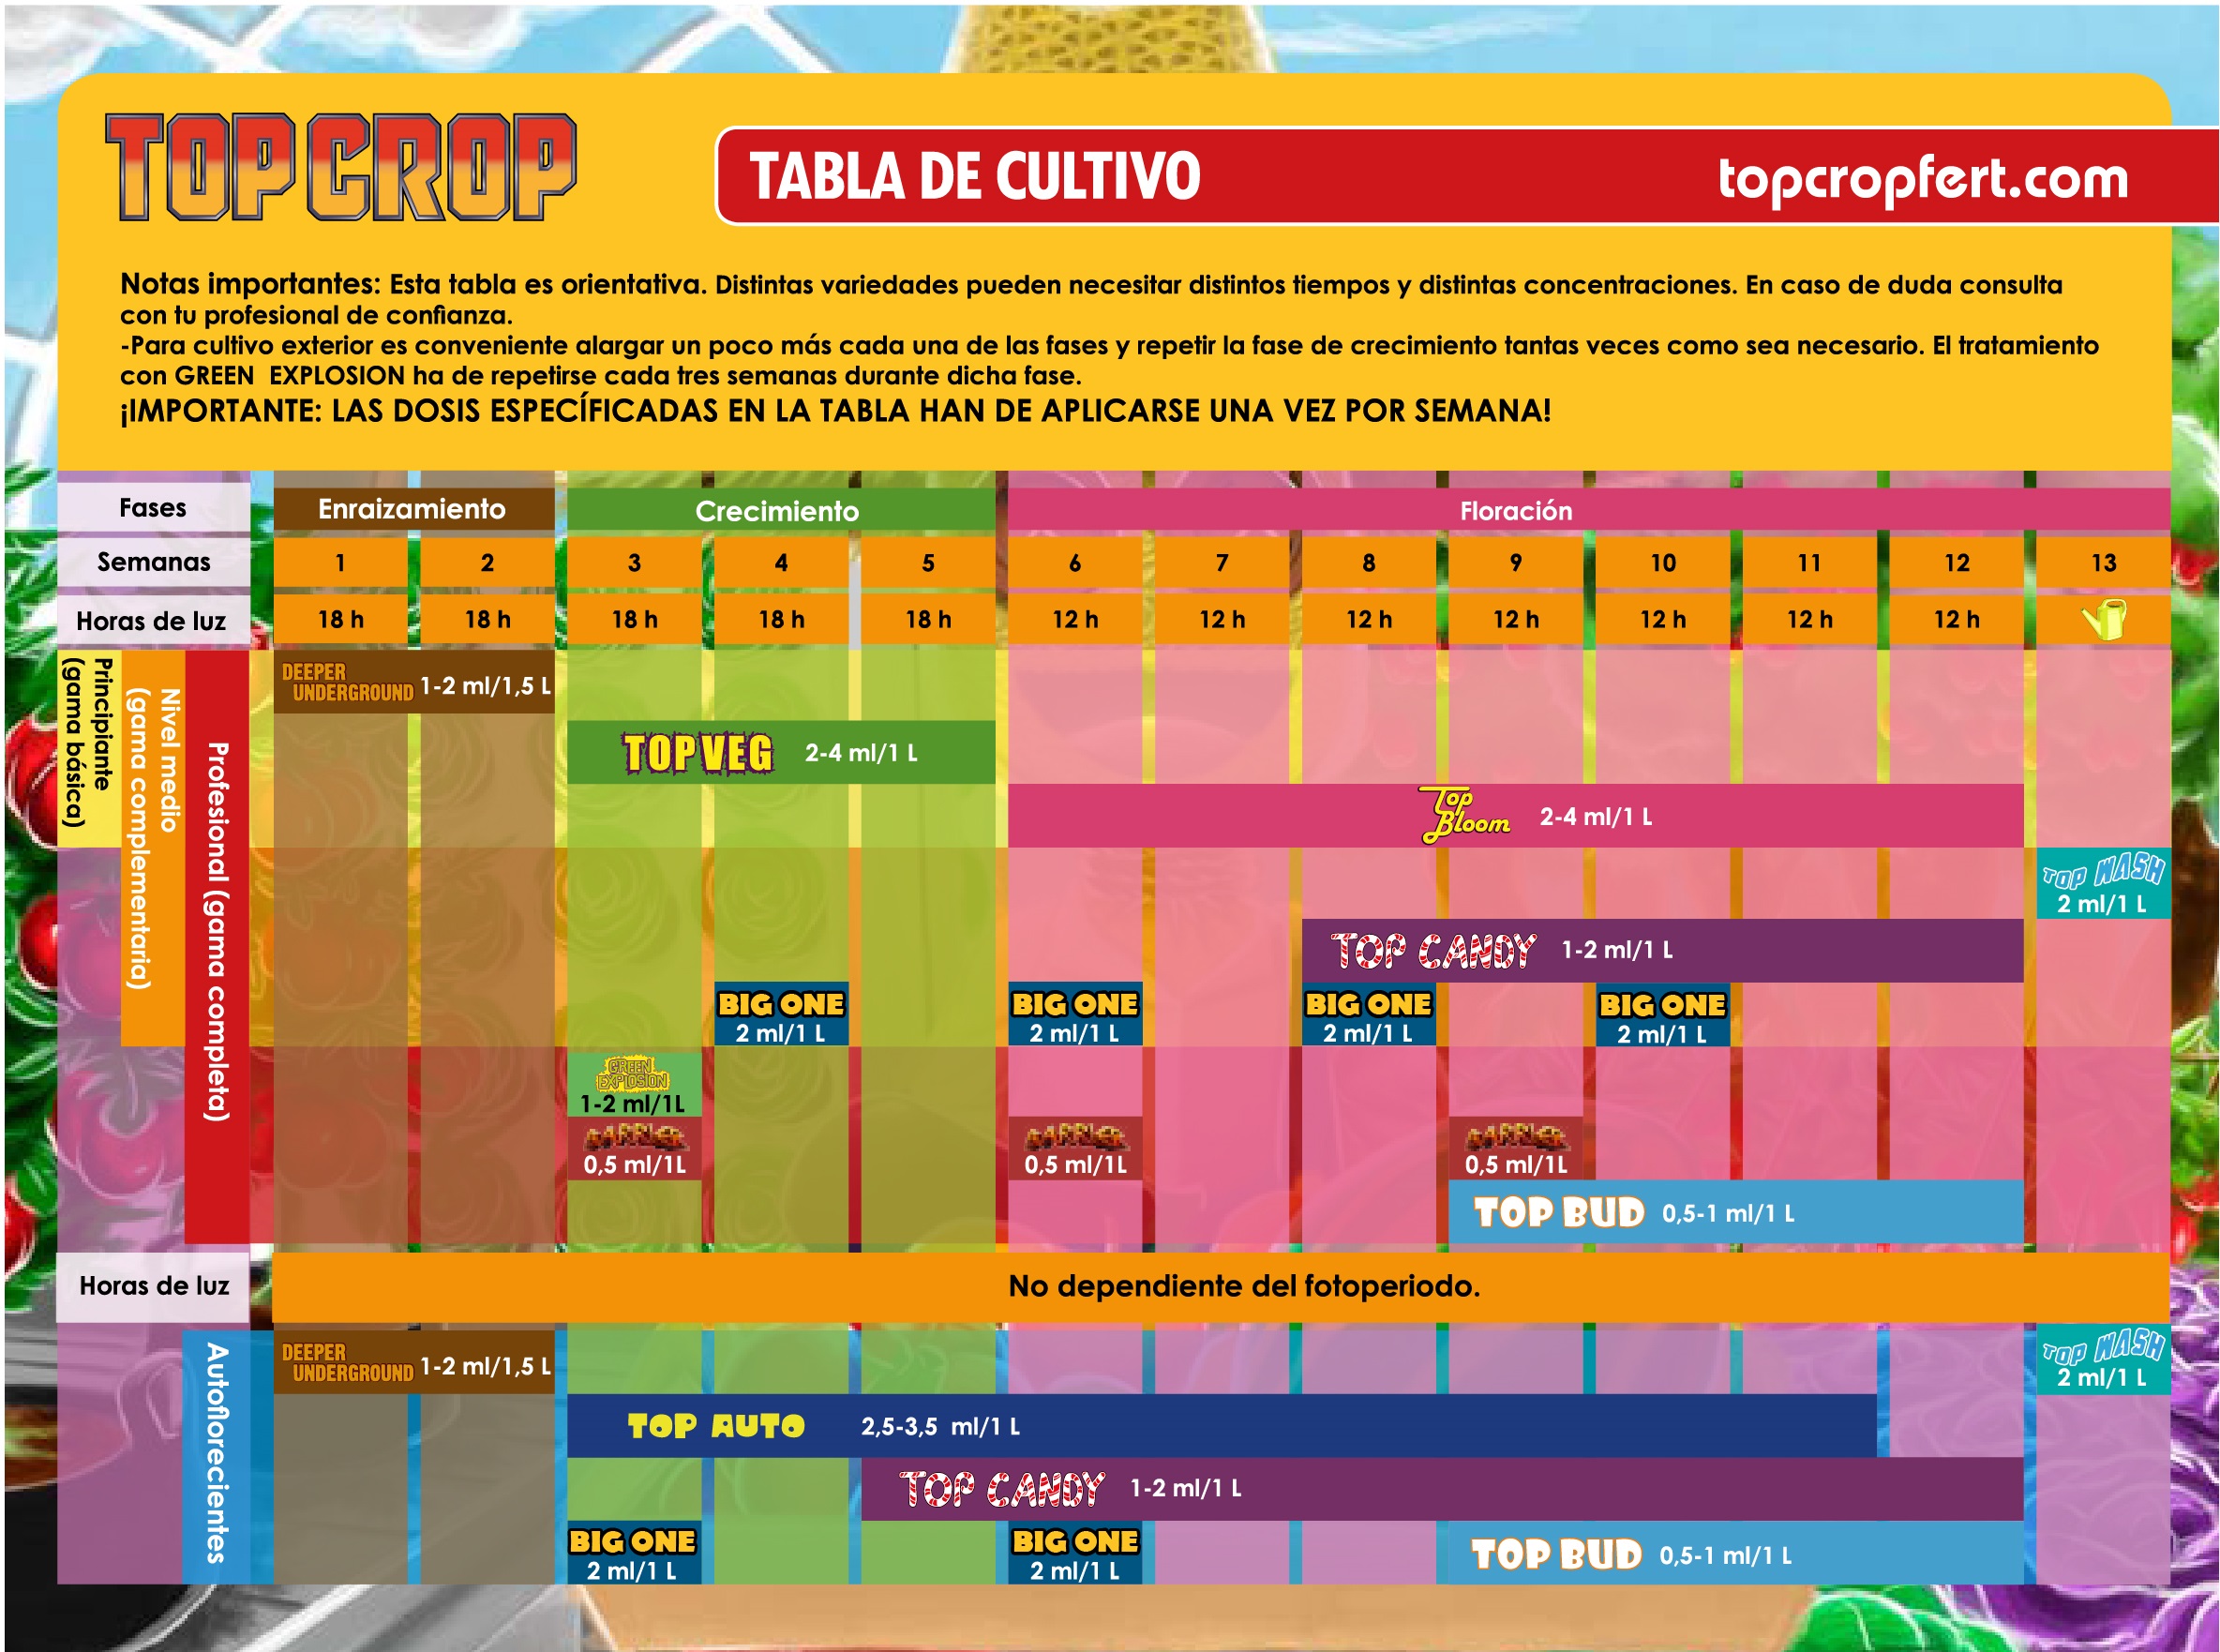 TOP CROP
TABLA DE CULTIVO
topcropfert.com
Notas importantes: Esta tabla es orientativa. Distintas variedades pueden necesitar distintos tiempos y distintas concentraciones. En caso de duda consulta
con tu profesional de confianza.
-Para cultivo exterior es conveniente alargar un poco más cada una de las fases y repetir la fase de crecimiento tantas veces como sea necesario. El tratamiento
con GREEN EXPLOSION ha de repetirse cada tres semanas durante dicha fase.
¡IMPORTANTE: LAS DOSIS ESPECÍFICADAS EN LA TABLA HAN DE APLICARSE UNA VEZ POR SEMANA!
Fases Enraizamiento Crecimiento Floración
Semanas 1 2 3 4 5 6 7 8 9 10 11 12 13
Horas de luz 18 h 18 h 18 h 18 h 18 h 12 h 12 h 12 h 12 h 12 h 12 h 12 h
Principiante
(gama básica)
Nivel medio
(gama complementaria)
Profesional (gama completa)
DEEPER
UNDERGROUND 1-2 ml/1,5 L
TOP VEG 2-4 ml/1 L
Top
Bloom 2-4 ml/1 L
TOP WASH
2 ml/1 L
TOP CANDY 1-2 ml/1 L
BIG ONE BIG ONE BIG ONE BIG ONE
2 ml/1 L 2 ml/1 L 2 ml/1 L 2 ml/1 L
GREEN
EXPLOSION
1-2 ml/1L
BARRIER BARRIER BARRIER
0,5 ml/1L 0,5 ml/1L 0,5 ml/1L
TOP BUD 0,5-1 ml/1 L
Horas de luz No dependiente del fotoperiodo.
Autoflorecientes
DEEPER
UNDERGROUND 1-2 ml/1,5 L
TOP WASH
2 ml/1 L
TOP AUTO 2,5-3,5 ml/1 L
TOP CANDY 1-2 ml/1 L
BIG ONE BIG ONE
2 ml/1 L 2 ml/1 L
TOP BUD 0,5-1 ml/1 L